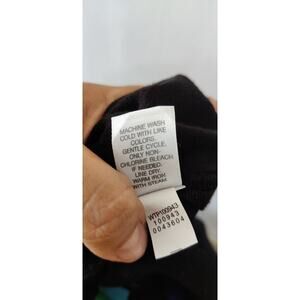 MACHINE WASH
COLD WITH LIKE
COLORS.
GENTLE CYCLE.
ONLY NON-
CHLORINE BLEACH
IF NEEDED.
LINE DRY.
WARM IRON
WITH STEAM
WTP100943
100943
0043604